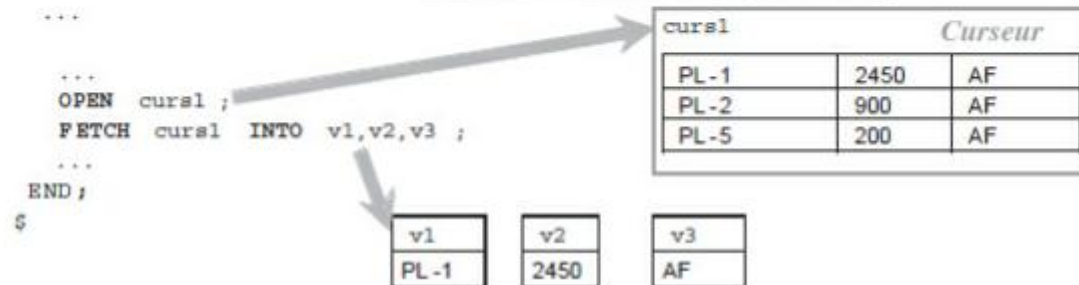 ...
...
OPEN curs1 ;
FETCH curs1 INTO v1,v2,v3 ;
...
END;
$
curs1 Curseur
PL-1 2450 AF
PL-2 900 AF
PL-5 200 AF
v1 v2 v3
PL-1 2450 AF